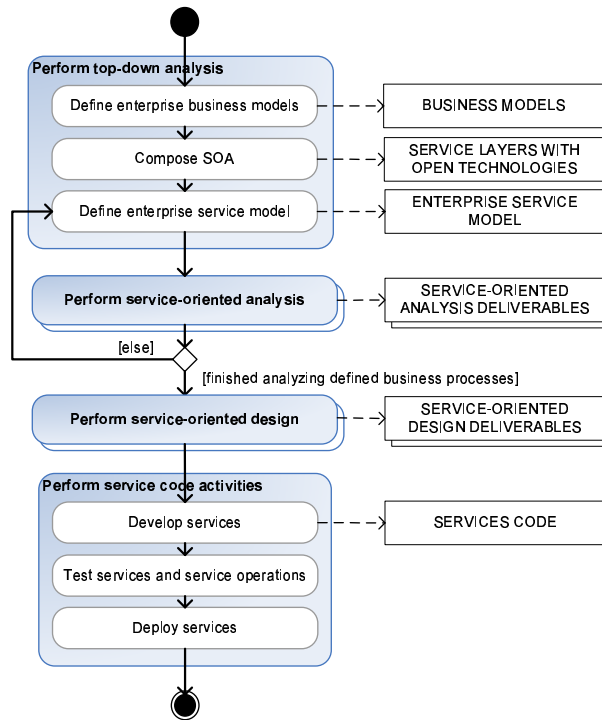 Perform top-down analysis
Define enterprise business models
BUSINESS MODELS
Compose SOA
SERVICE LAYERS WITH
OPEN TECHNOLOGIES
Define enterprise service model
ENTERPRISE SERVICE
MODEL
Perform service-oriented analysis
SERVICE-ORIENTED
ANALYSIS DELIVERABLES
[else]
[finished analyzing defined business processes]
Perform service-oriented design
SERVICE-ORIENTED
DESIGN DELIVERABLES
Perform service code activities
Develop services
SERVICES CODE
Test services and service operations
Deploy services